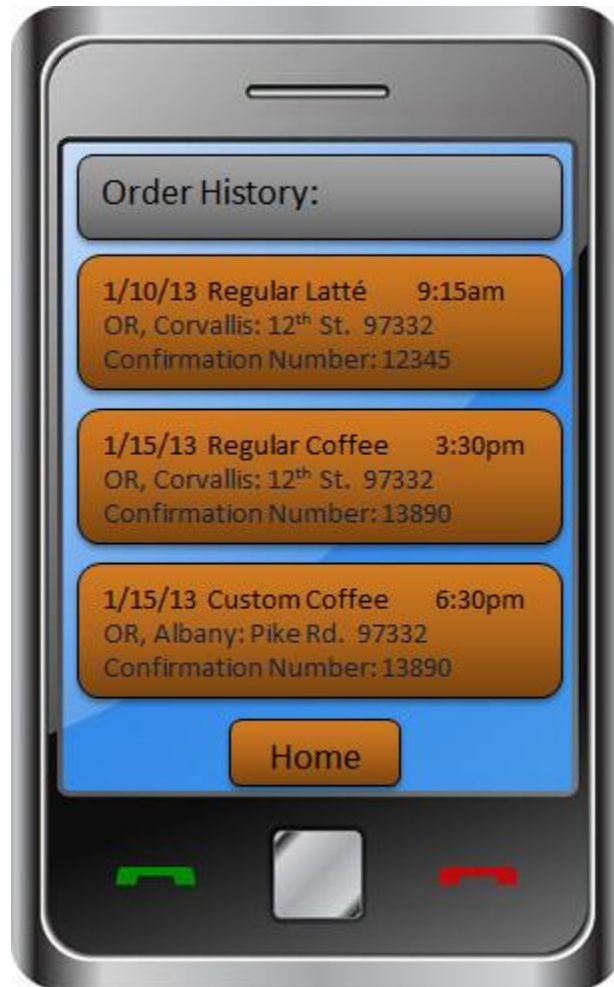 Order History:
1/10/13 Regular Latté 9:15am
OR, Corvallis: 12th St. 97332
Confirmation Number: 12345
1/15/13 Regular Coffee 3:30pm
OR, Corvallis: 12th St. 97332
Confirmation Number: 13890
1/15/13 Custom Coffee 6:30pm
OR, Albany: Pike Rd. 97332
Confirmation Number: 13890
Home